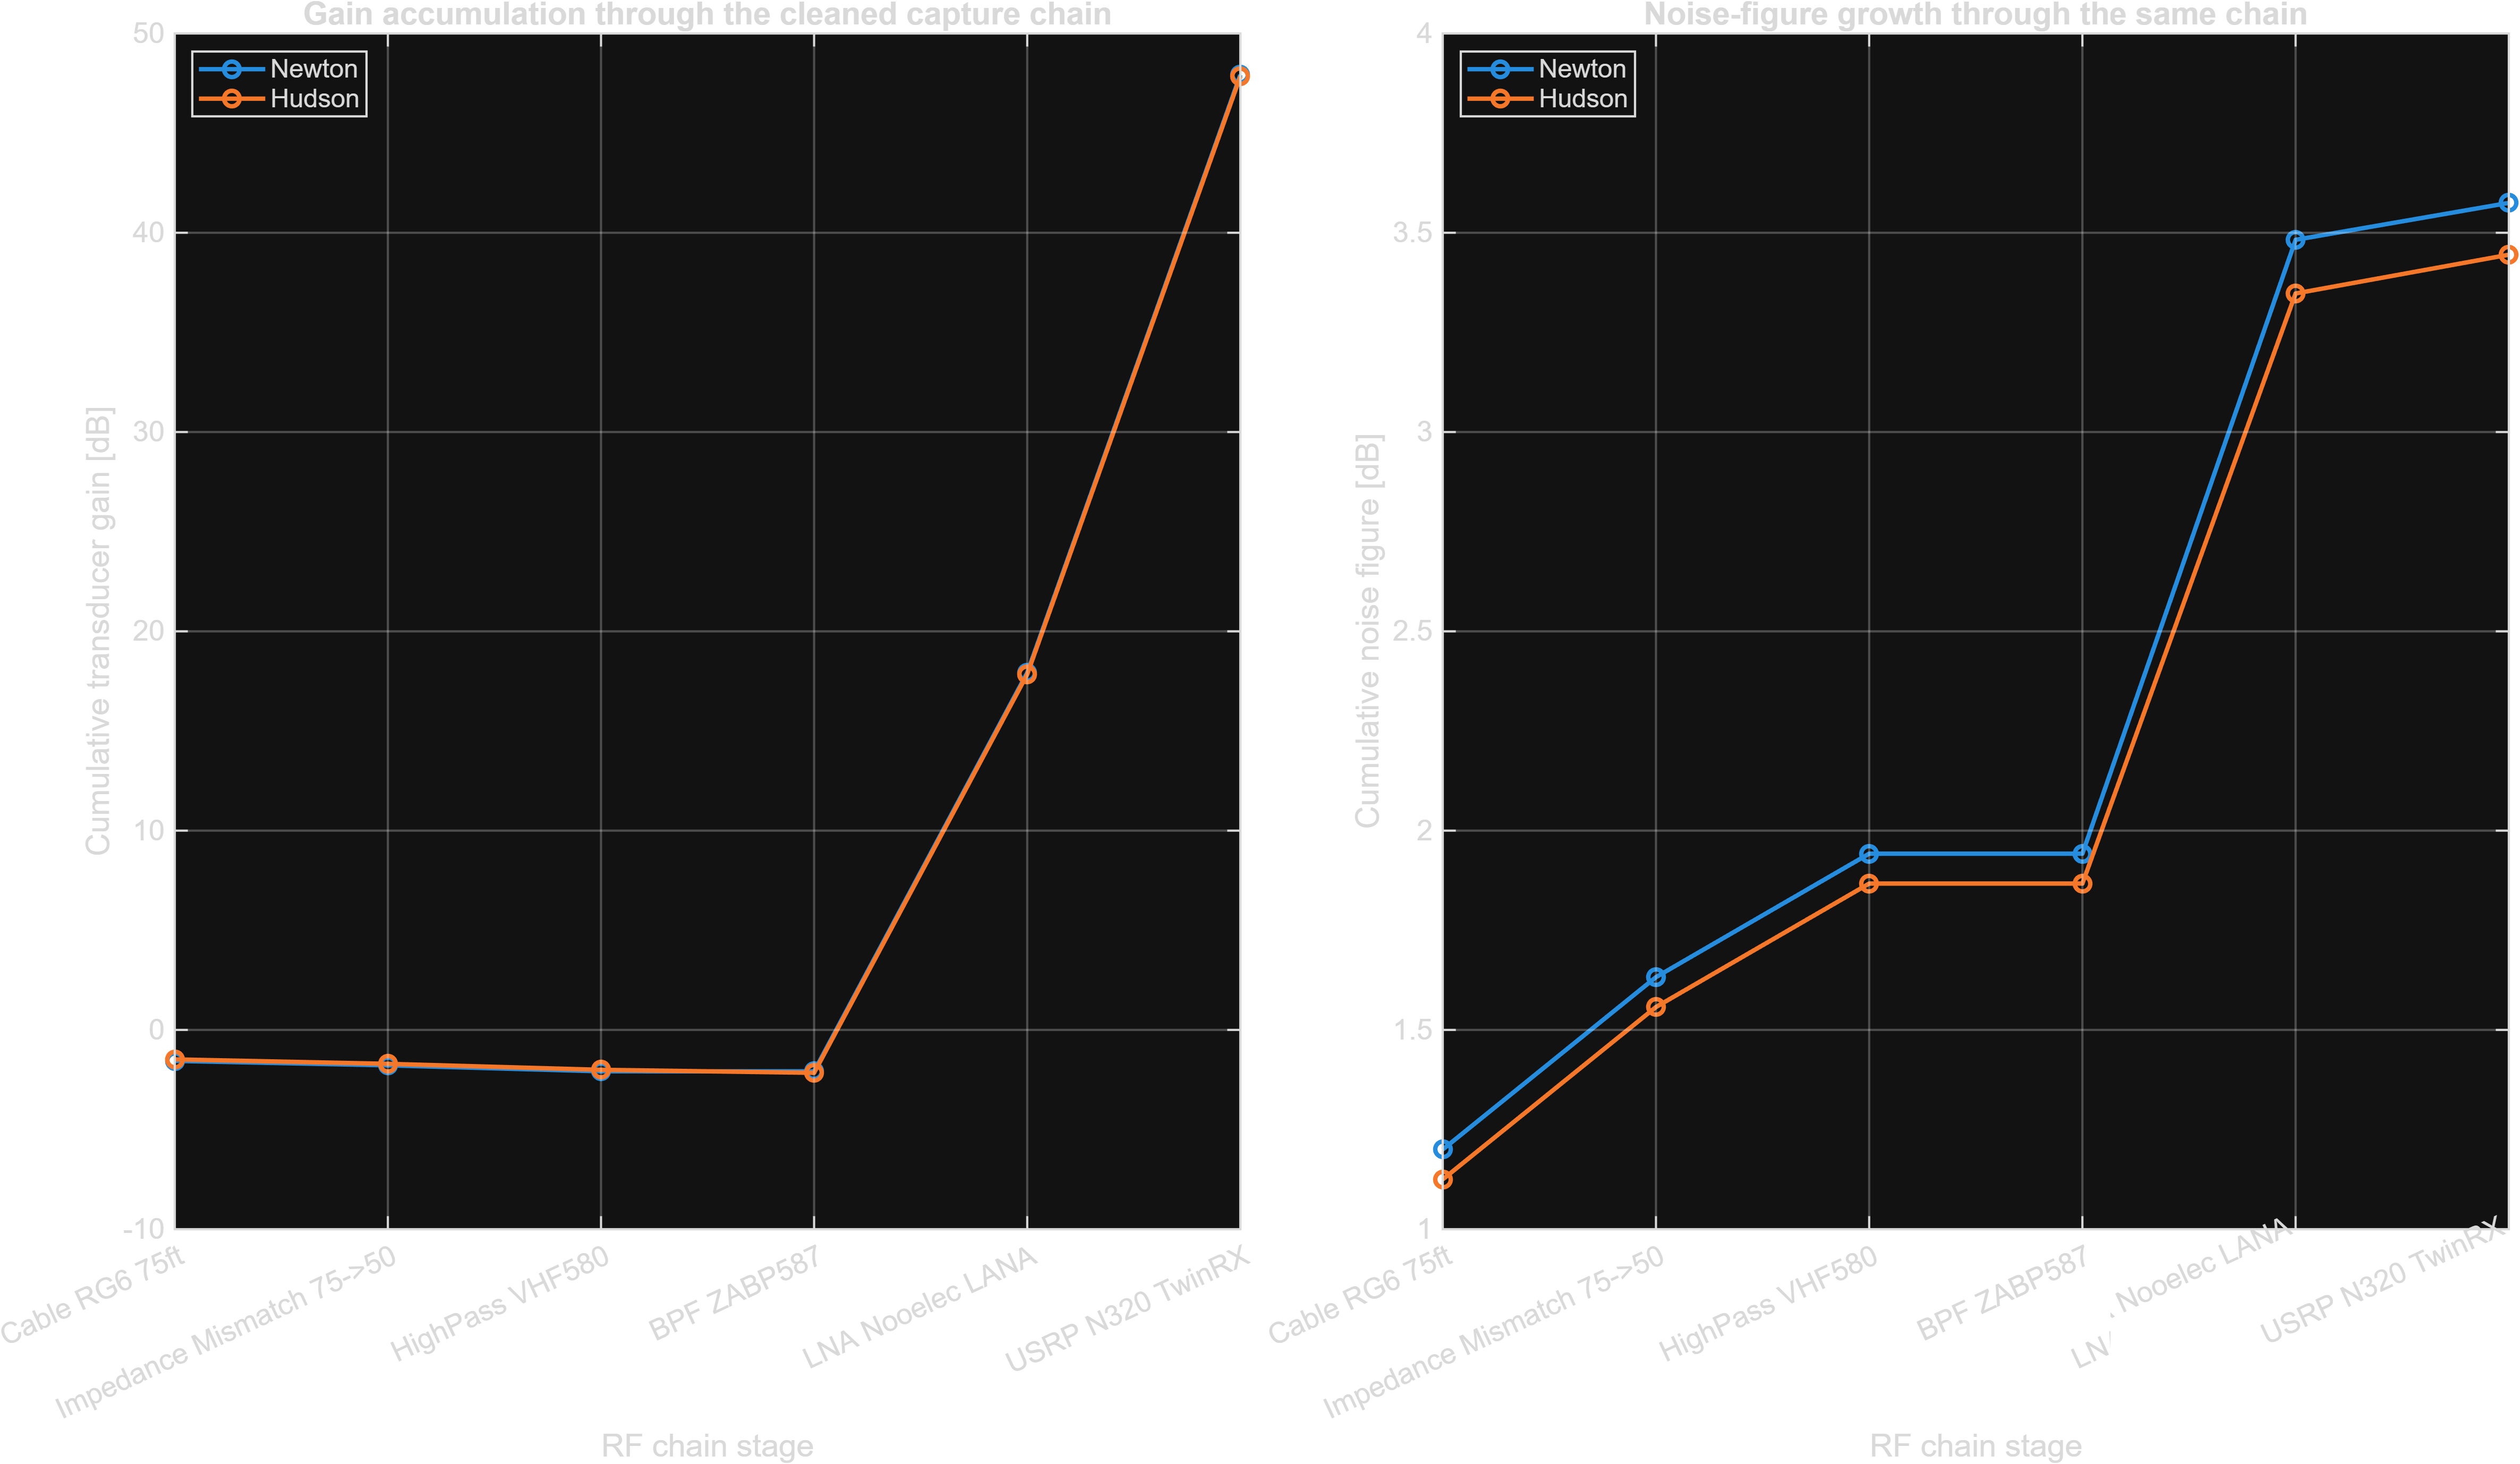 Gain accumulation through the cleaned capture chain
Newton
Hudson
50
40
30
20
10
0
-10
Cumulative transducer gain [dB]
Cable RG6 75ft
Impedance Mismatch 75->50
HighPass VHF580
BPF ZABP587
LNA Nooelec LANA
USRP N320 TwinRX
RF chain stage
Noise-figure growth through the same chain
Newton
Hudson
4
3.5
3
2.5
2
1.5
1
Cumulative noise figure [dB]
Cable RG6 75ft
Impedance Mismatch 75->50
HighPass VHF580
BPF ZABP587
LNA Nooelec LANA
USRP N320 TwinRX
RF chain stage